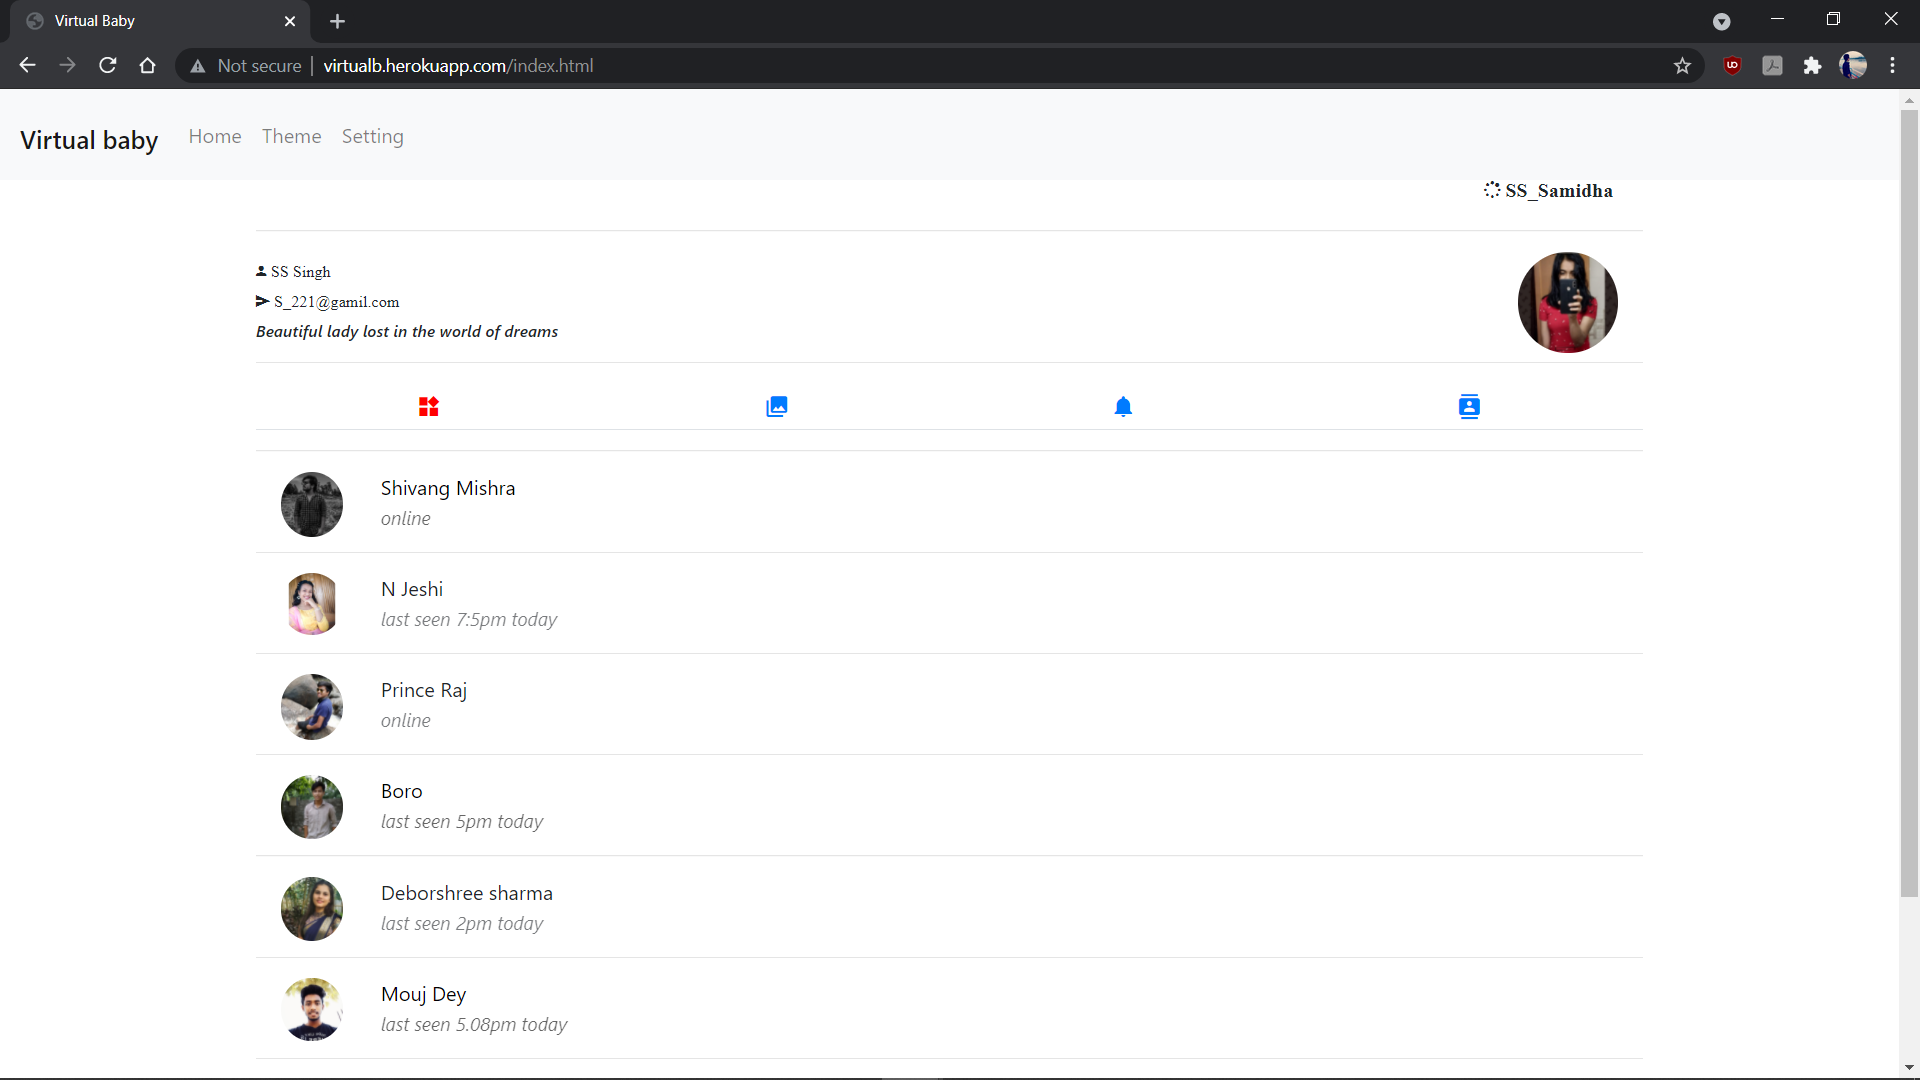 Virtual Baby
Not secure | virtualb.herokuapp.com/index.html
Virtual baby Home Theme Setting
SS_Samidha
SS Singh
S_221@gamil.com
Beautiful lady lost in the world of dreams
Shivang Mishra
online
N Jeshi
last seen 7:5pm today
Prince Raj
online
Boro
last seen 5pm today
Deborshree sharma
last seen 2pm today
Mouj Dey
last seen 5.08pm today